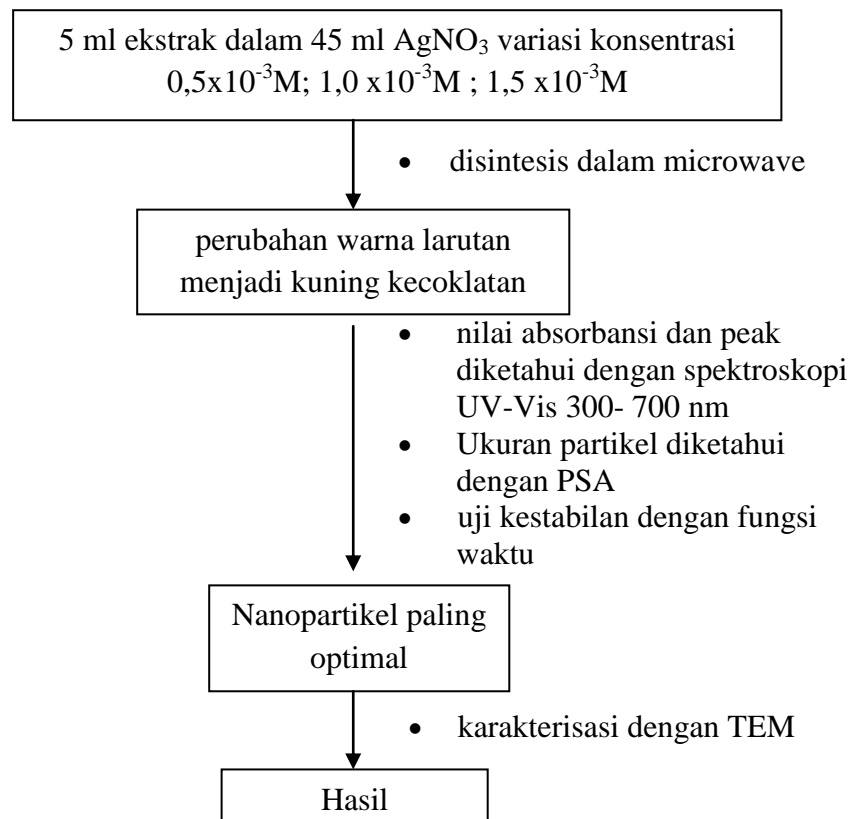 5 ml ekstrak dalam 45 ml AgNO₃ variasi konsentrasi
0,5x10⁻³M; 1,0 x10⁻³M ; 1,5 x10⁻³M
• disintesis dalam microwave
perubahan warna larutan
menjadi kuning kecoklatan
• nilai absorbansi dan peak
diketahui dengan spektroskopi
UV-Vis 300- 700 nm
• Ukuran partikel diketahui
dengan PSA
• uji kestabilan dengan fungsi
waktu
Nanopartikel paling
optimal
• karakterisasi dengan TEM
Hasil